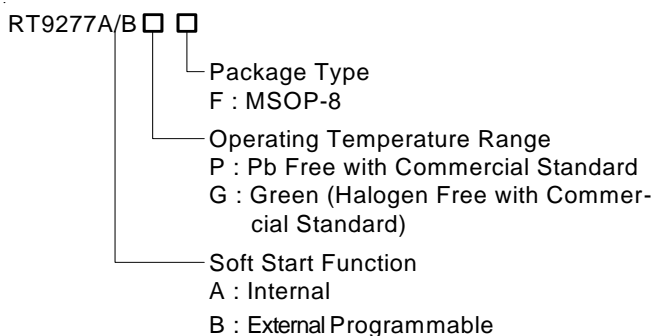 RT9277A/B
Package Type
F : MSOP-8
Operating Temperature Range
P : Pb Free with Commercial Standard
G : Green (Halogen Free with Commer-
cial Standard)
Soft Start Function
A : Internal
B : External Programmable